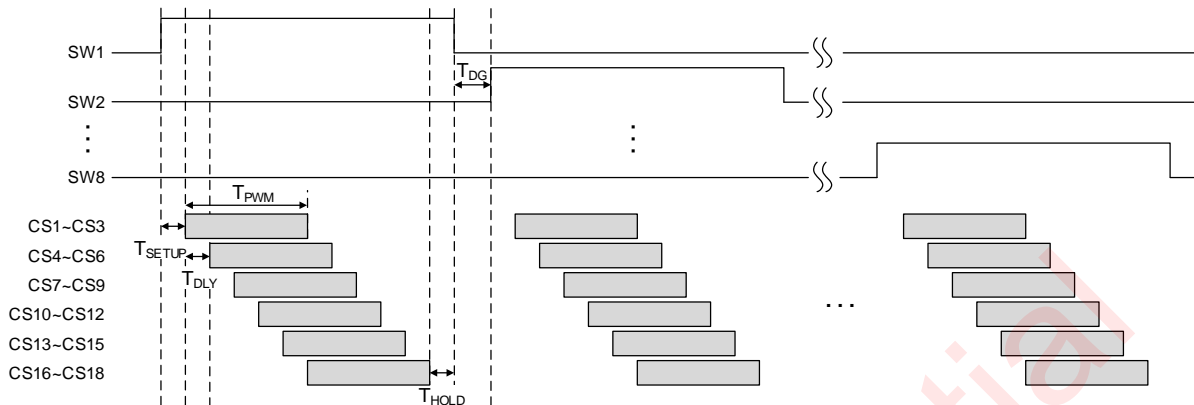 SW1
T_DG
SW2
⋮
⋮
SW8
T_PWM
CS1~CS3
T_SETUP
CS4~CS6
T_DLY
CS7~CS9
CS10~CS12
...
CS13~CS15
CS16~CS18
T_HOLD
tial